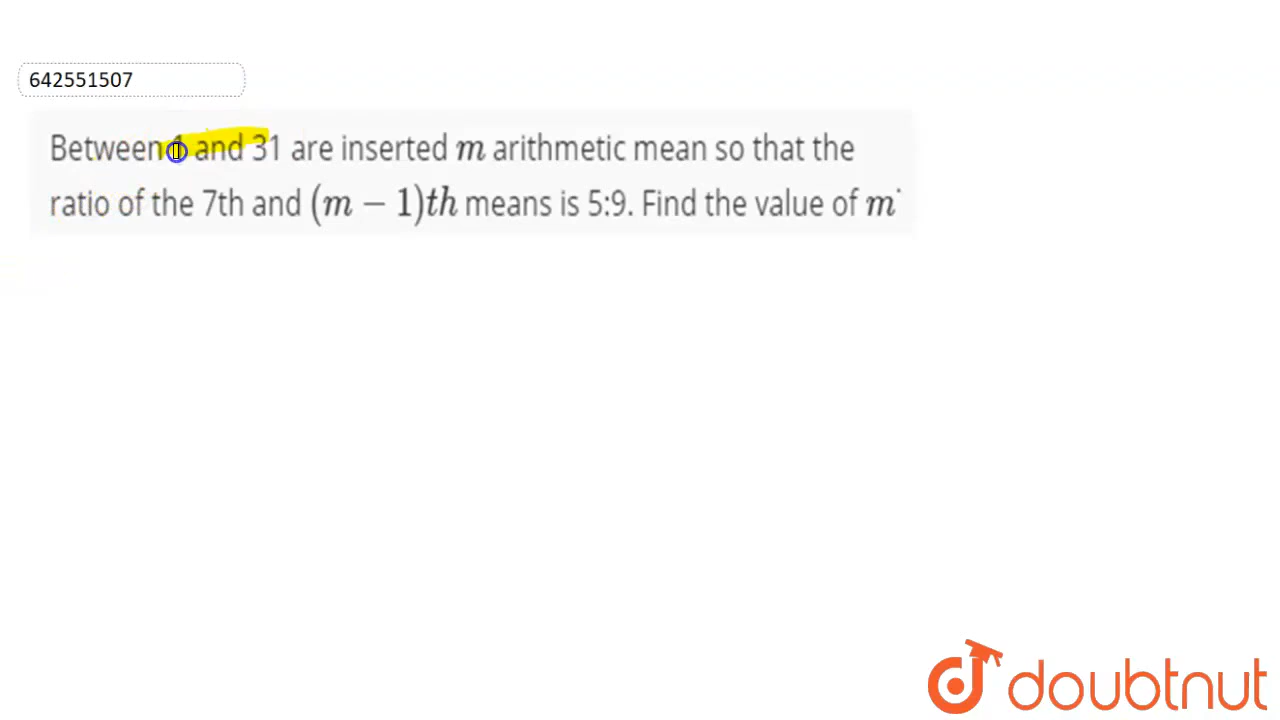 642551507
Between 1 and 31 are inserted m arithmetic mean so that the
ratio of the 7th and (m − 1)th means is 5:9. Find the value of m
doubtnut